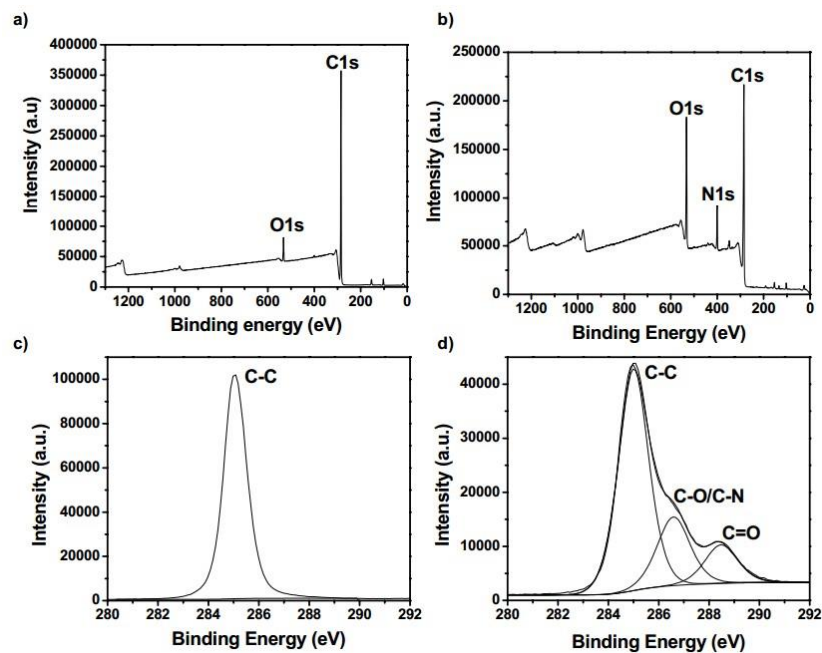 a)
400000
350000
300000
250000
200000
150000
100000
50000
0
Intensity (a.u)
C1s
O1s
1200 1000 800 600 400 200 0
Binding energy (eV)
b)
250000
200000
150000
100000
50000
0
Intensity (a.u.)
C1s
O1s
N1s
1200 1000 800 600 400 200 0
Binding Energy (eV)
c)
100000
80000
60000
40000
20000
0
Intensity (a.u.)
C-C
280 282 284 286 288 290 292
Binding Energy (eV)
d)
40000
30000
20000
10000
0
Intensity (a.u.)
C-C
C-O/C-N
C=O
280 282 284 286 288 290 292
Binding Energy (eV)